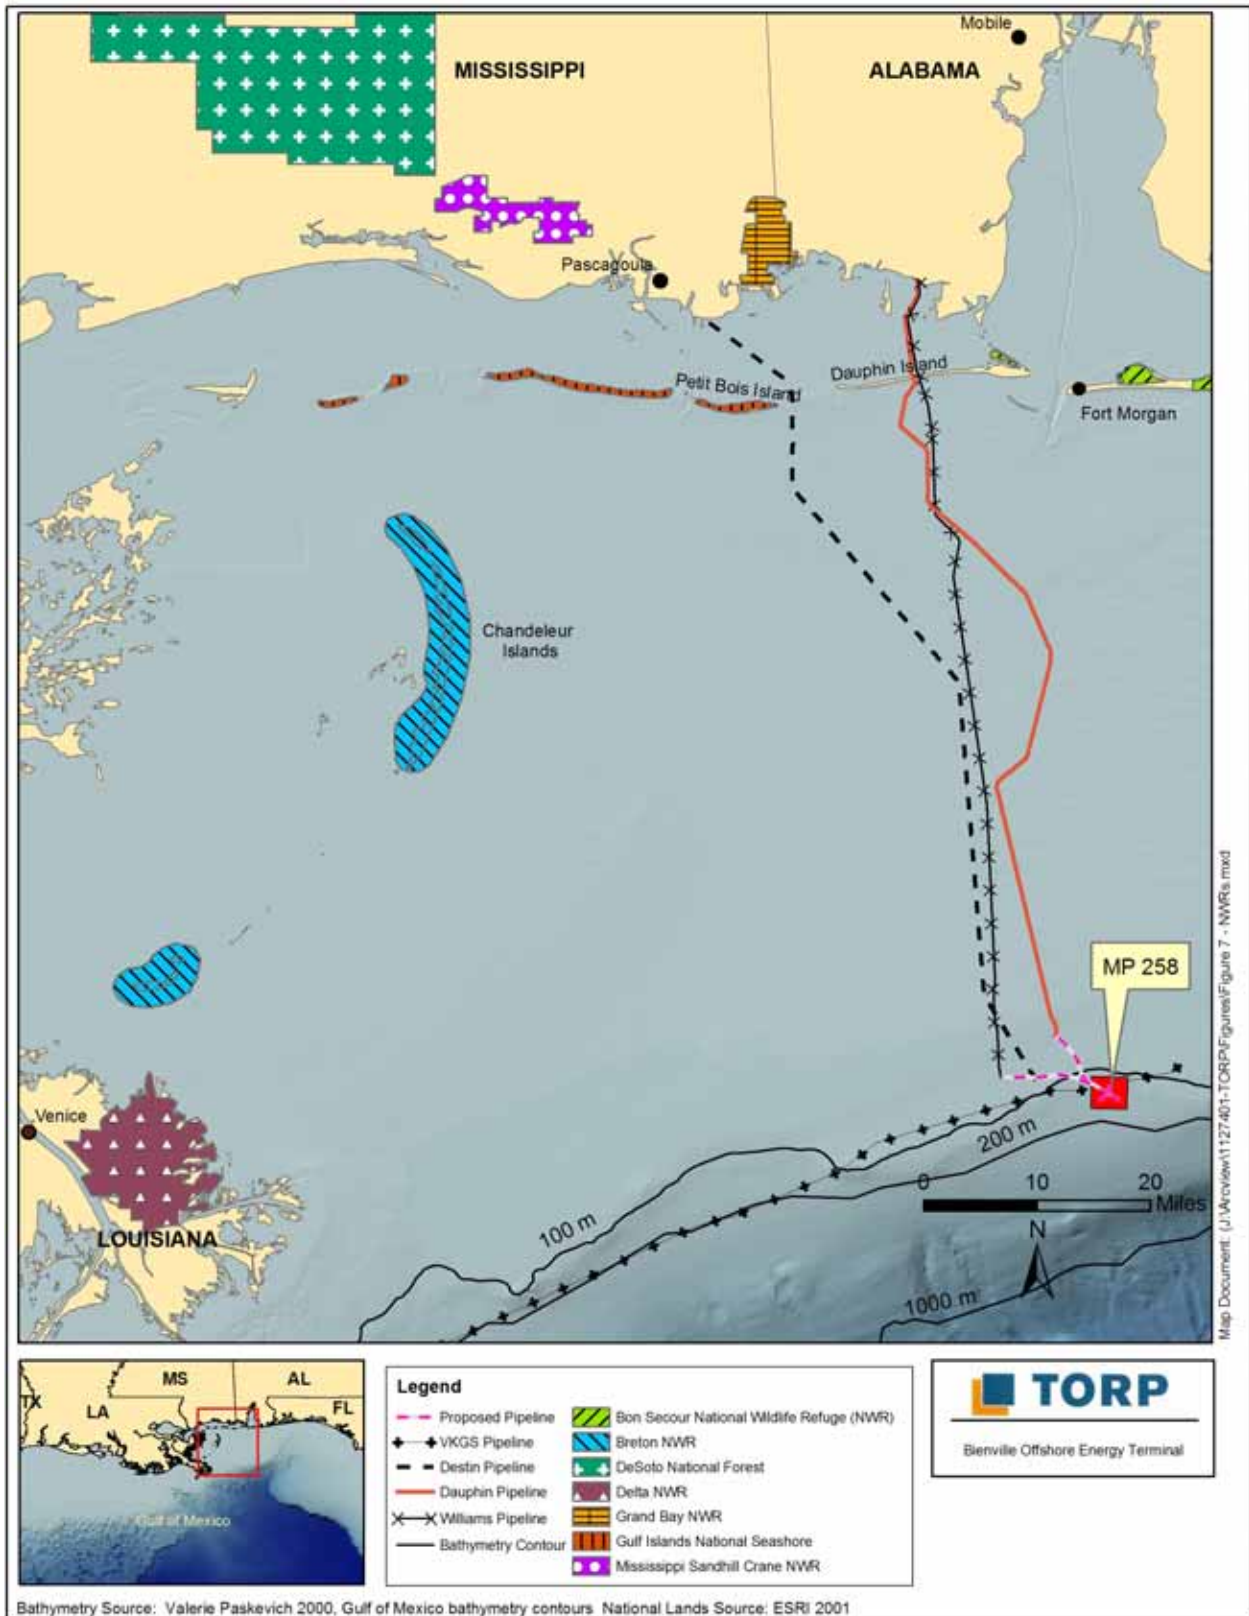 Mobile
MISSISSIPPI
ALABAMA
Pascagoula
Dauphin Island
Petit Bois Island
Fort Morgan
Chandeleur
Islands
MP 258
Venice
200 m
0 10 20
Miles
LOUISIANA
100 m
N
1000 m
Map Document: (J:\Arcview\1127401-TORP\Figures\Figure 7 - NWRs.mxd
MS
AL
TX
LA
FL
Gulf of Mexico
Legend
Proposed Pipeline
VKGS Pipeline
Destin Pipeline
Dauphin Pipeline
Williams Pipeline
Bathymetry Contour
Bon Secour National Wildlife Refuge (NWR)
Breton NWR
DeSoto National Forest
Delta NWR
Grand Bay NWR
Gulf Islands National Seashore
Mississippi Sandhill Crane NWR
TORP
Bienville Offshore Energy Terminal
Bathymetry Source: Valerie Paskevich 2000, Gulf of Mexico bathymetry contours National Lands Source: ESRI 2001